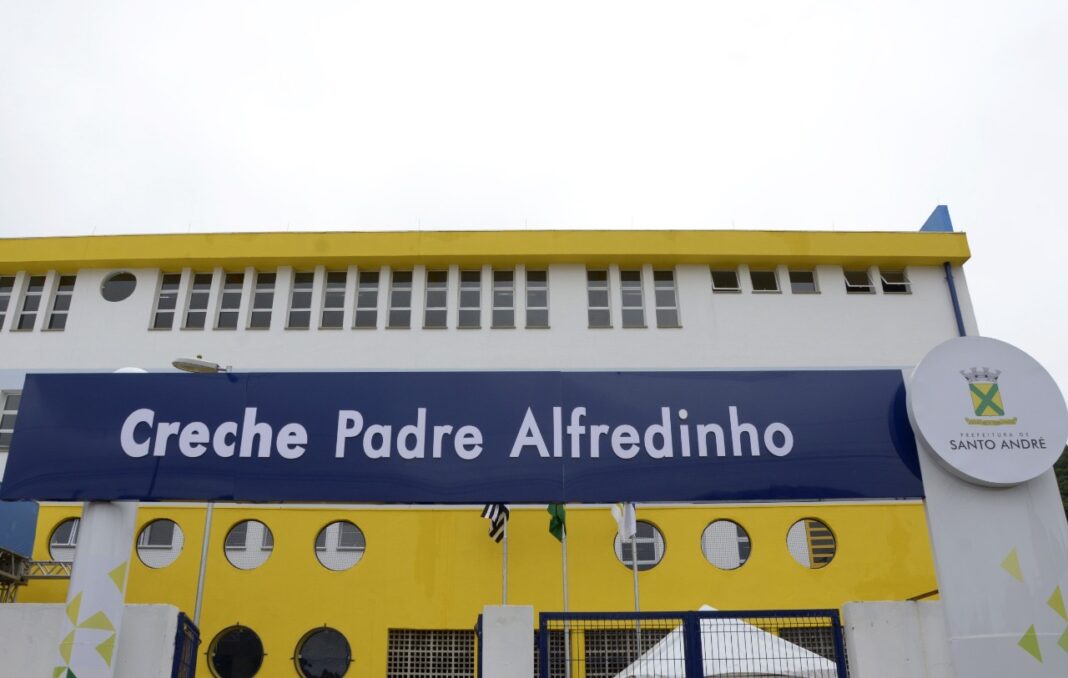 Creche Padre Alfredinho
PREFEITURA DE
SANTO ANDRÉ